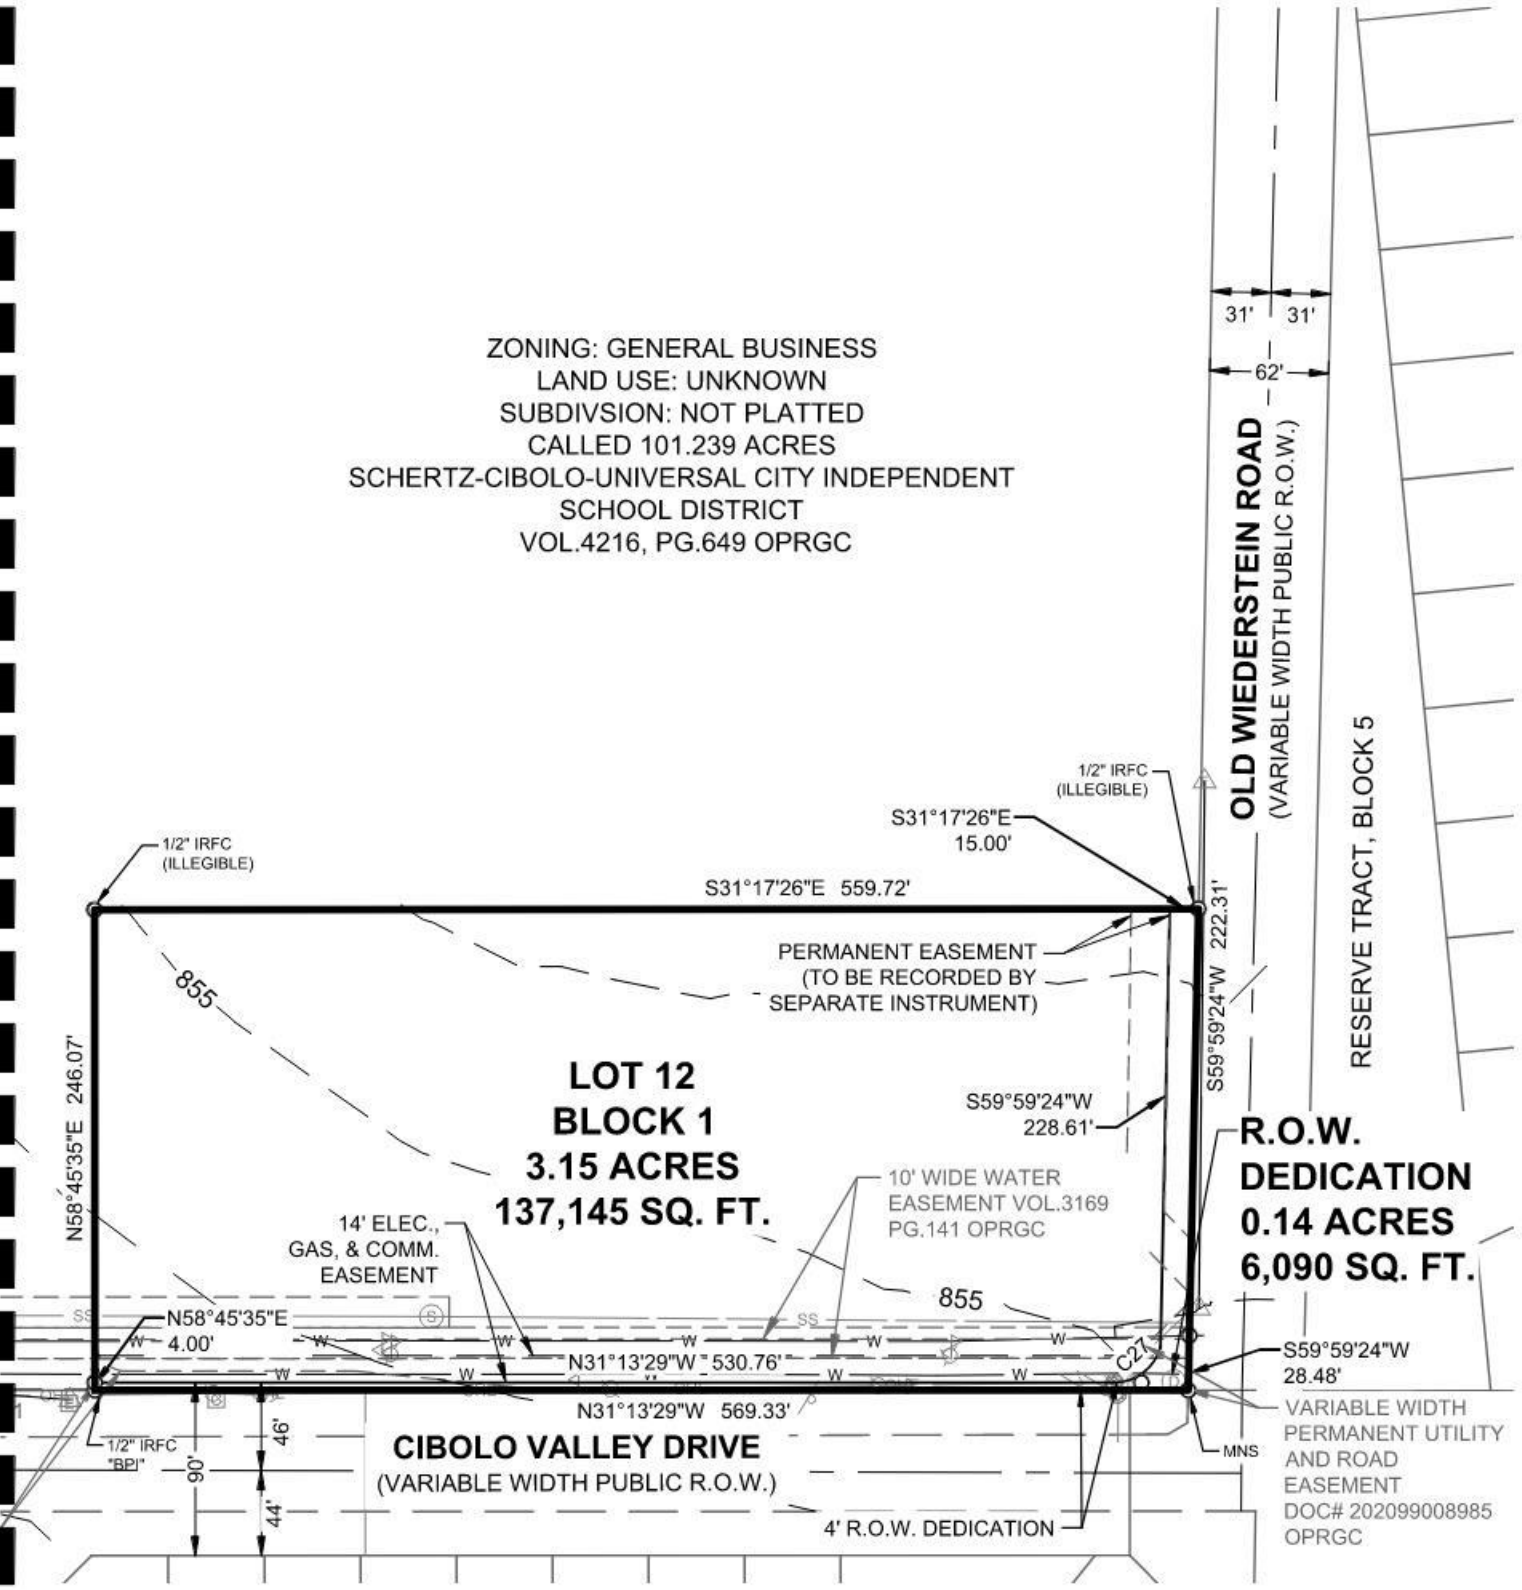 31'
31'
62'
ZONING: GENERAL BUSINESS
LAND USE: UNKNOWN
SUBDIVSION: NOT PLATTED
CALLED 101.239 ACRES
SCHERTZ-CIBOLO-UNIVERSAL CITY INDEPENDENT
SCHOOL DISTRICT
VOL.4216, PG.649 OPRGC
OLD WIEDERSTEIN ROAD
(VARIABLE WIDTH PUBLIC R.O.W.)
RESERVE TRACT, BLOCK 5
1/2" IRFC
(ILLEGIBLE)
S31°17'26"E
15.00'
1/2" IRFC
(ILLEGIBLE)
S31°17'26"E 559.72'
S59°59'24"W 222.31'
PERMANENT EASEMENT
(TO BE RECORDED BY
SEPARATE INSTRUMENT)
855
N58°45'35"E 246.07'
LOT 12
BLOCK 1
3.15 ACRES
137,145 SQ. FT.
S59°59'24"W
228.61'
R.O.W.
DEDICATION
0.14 ACRES
6,090 SQ. FT.
10' WIDE WATER
EASEMENT VOL.3169
PG.141 OPRGC
14' ELEC.,
GAS, & COMM.
EASEMENT
855
SS
S
SS
N58°45'35"E
4.00'
W
W
W
W
W
W
N31°13'29"W 530.76'
C27
S59°59'24"W
28.48'
W
W
W
W
W
N31°13'29"W 569.33'
1/2" IRFC
"BPI"
90'
46'
44'
CIBOLO VALLEY DRIVE
(VARIABLE WIDTH PUBLIC R.O.W.)
MNS
VARIABLE WIDTH
PERMANENT UTILITY
AND ROAD
EASEMENT
DOC# 202099008985
OPRGC
4' R.O.W. DEDICATION